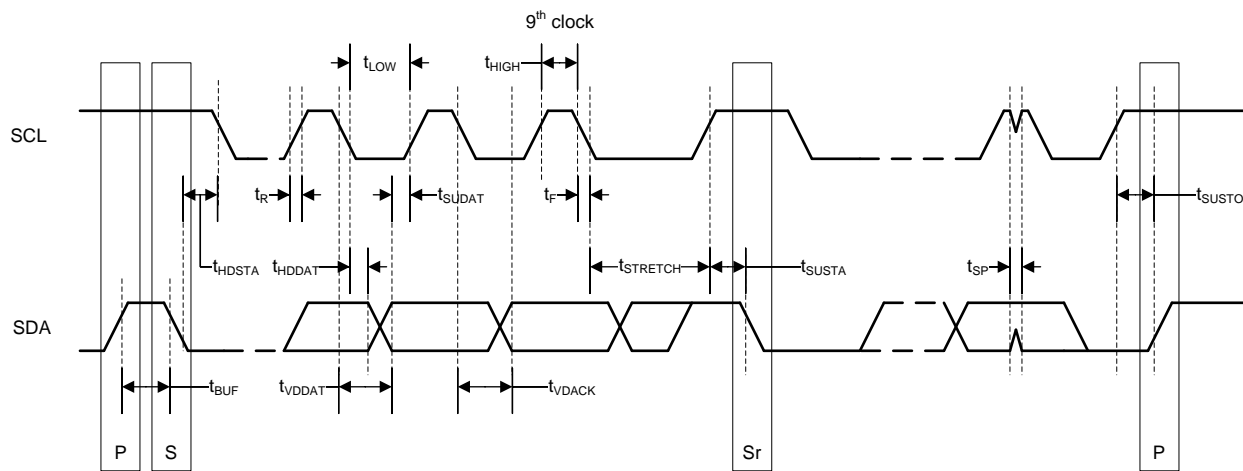 9th clock
tLOW
tHIGH
SCL
tR
tSUDAT
tF
tSUSTO
tHDSTA
tHDDAT
tSTRETCH
tSUSTA
tSP
SDA
tBUF
tVDDAT
tVDACK
P
S
Sr
P